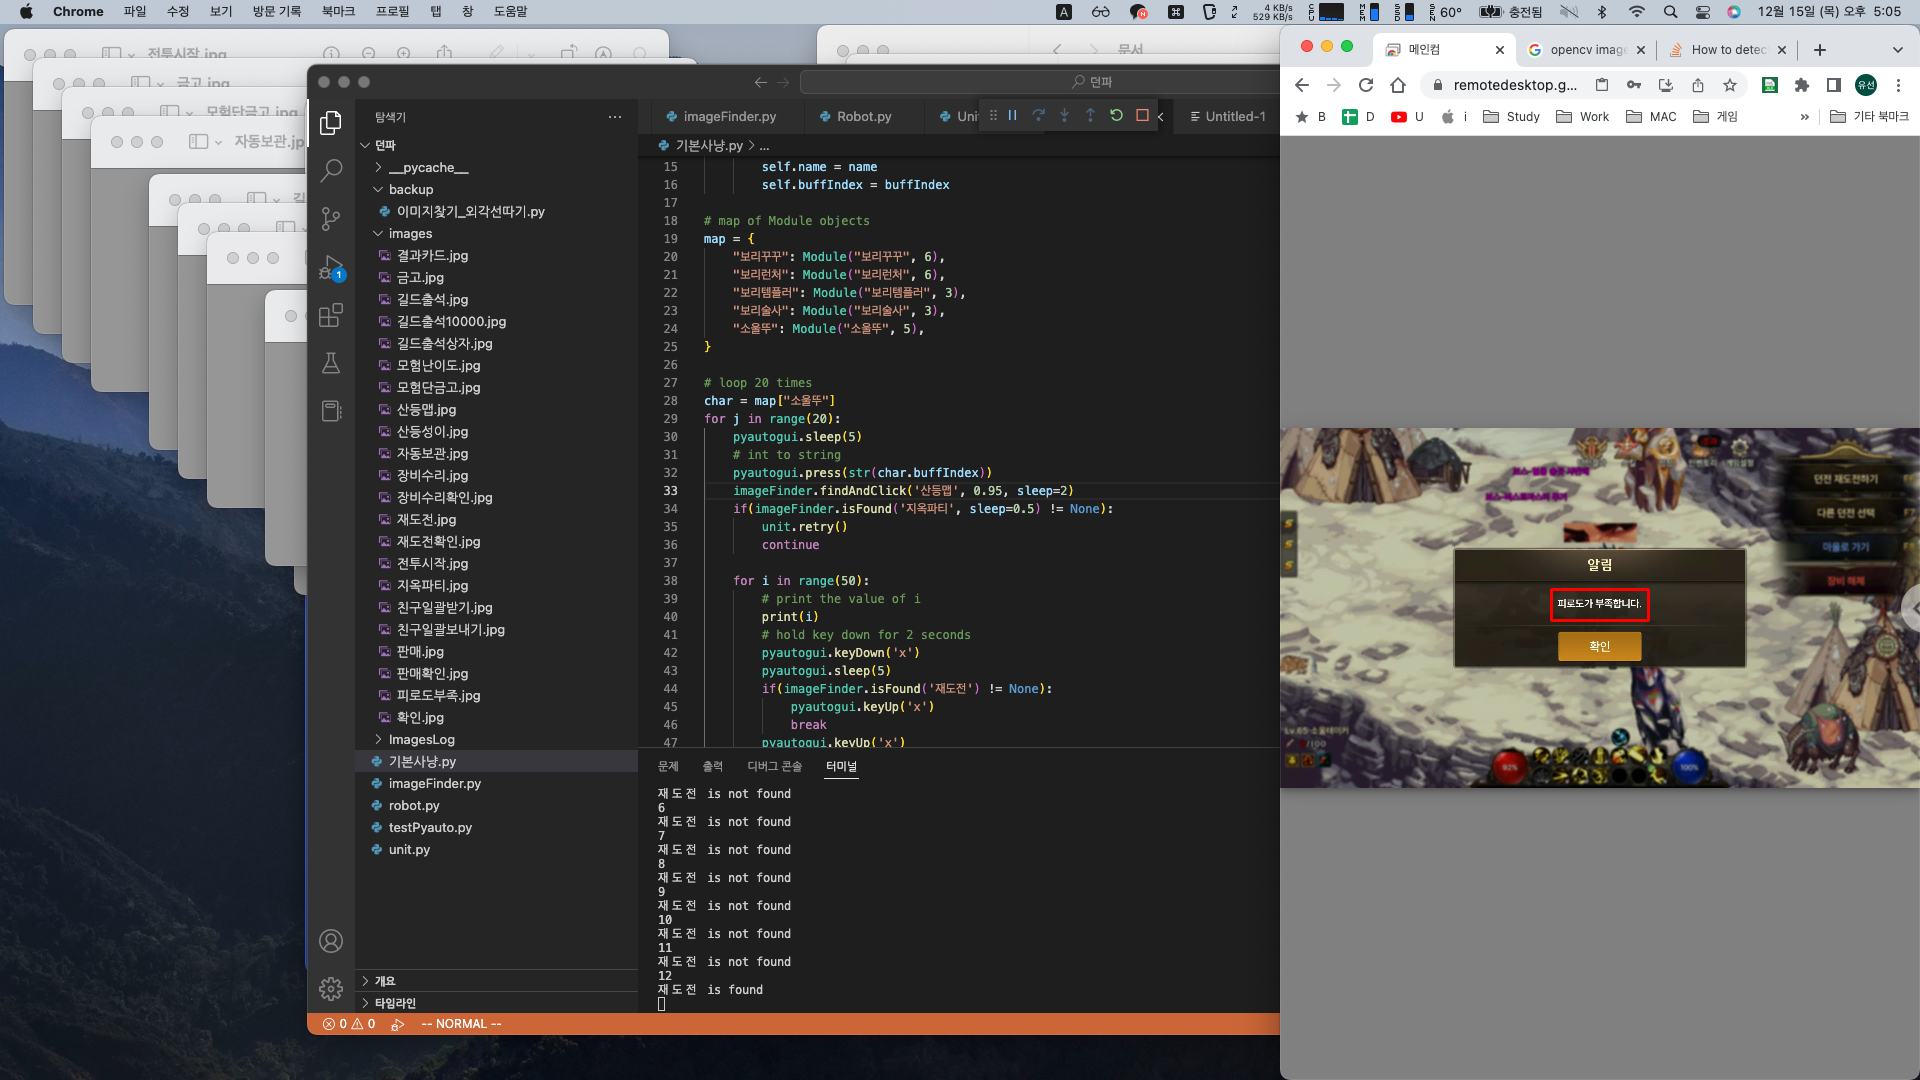 Chrome 파일 수정 보기 방문 기록 북마크 프로필 탭 창 도움말
4 KB/s
529 KB/s
60°
충전됨
12월 15일 (목) 오후 5:05
전투시작.jpg
금고.jpg
모험단금고.jpg
자동보관.jp
문서
던파
탐색기
던파
__pycache__
backup
이미지찾기_외각선따기.py
images
결과카드.jpg
금고.jpg
길드출석.jpg
길드출석10000.jpg
길드출석상자.jpg
모험난이도.jpg
모험단금고.jpg
산등맵.jpg
산등성이.jpg
자동보관.jpg
장비수리.jpg
장비수리확인.jpg
재도전.jpg
재도전확인.jpg
전투시작.jpg
지옥파티.jpg
친구일괄받기.jpg
친구일괄보내기.jpg
판매.jpg
판매확인.jpg
피로도부족.jpg
확인.jpg
ImagesLog
기본사냥.py
imageFinder.py
robot.py
testPyauto.py
unit.py
개요
타임라인
1
imageFinder.py
Robot.py
Uni
Untitled-1
기본사냥.py > ...
15 self.name = name
16 self.buffIndex = buffIndex
17
18 # map of Module objects
19 map = {
20 "보리꾸꾸": Module("보리꾸꾸", 6),
21 "보리런처": Module("보리런처", 6),
22 "보리템플러": Module("보리템플러", 3),
23 "보리술사": Module("보리술사", 3),
24 "소울뚜": Module("소울뚜", 5),
25 }
26
27 # loop 20 times
28 char = map["소울뚜"]
29 for j in range(20):
30 pyautogui.sleep(5)
31 # int to string
32 pyautogui.press(str(char.buffIndex))
33 imageFinder.findAndClick('산등맵', 0.95, sleep=2)
34 if(imageFinder.isFound('지옥파티', sleep=0.5) != None):
35 unit.retry()
36 continue
37
38 for i in range(50):
39 # print the value of i
40 print(i)
41 # hold key down for 2 seconds
42 pyautogui.keyDown('x')
43 pyautogui.sleep(5)
44 if(imageFinder.isFound('재도전') != None):
45 pyautogui.keyUp('x')
46 break
47 pyautogui.keyUp('x')
문제 출력 디버그 콘솔 터미널
재도전 is not found
6
재도전 is not found
7
재도전 is not found
8
재도전 is not found
9
재도전 is not found
10
재도전 is not found
11
재도전 is not found
12
재도전 is found
0 0 -- NORMAL --
메인컴
opencv image
How to detec
remotedesktop.g...
유선
B D U i Study Work MAC 게임 » 기타 북마크
던전 재도전하기
다른 던전 선택
마을로 가기
장비 해제
알림
피로도가 부족합니다.
확인
92%
100%